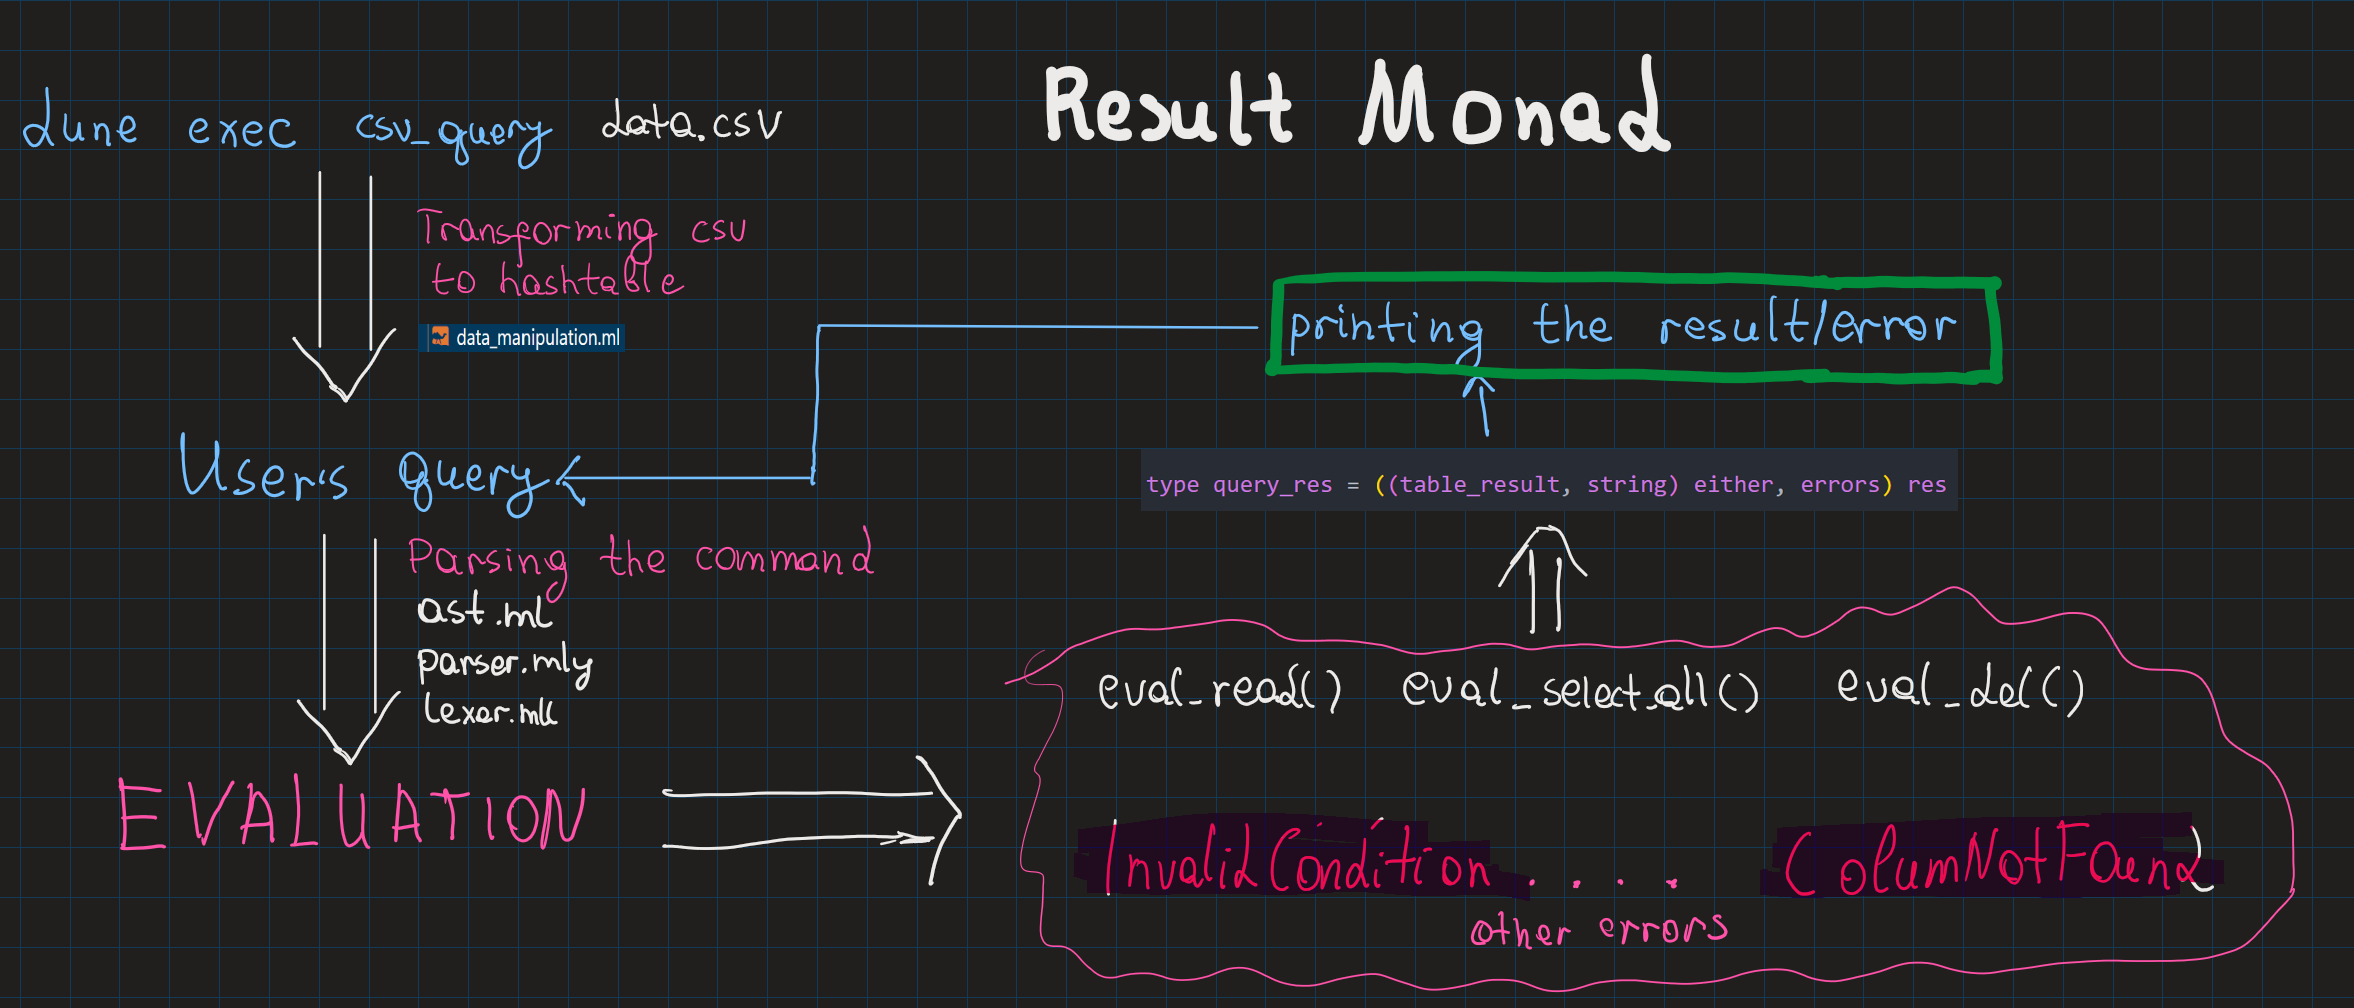 dune exec csv_query data.csv
Result Monad
Transforming csv
to hashtable
data_manipulation.ml
printing the result/error
User's query
type query_res = ((table_result, string) either, errors) res
Parsing the command
ast.ml
parser.mly
lexer.mll
eval_read() eval_select_all() eval_del()
EVALUATION
InvalidCondition .... ColumNotFound
other errors